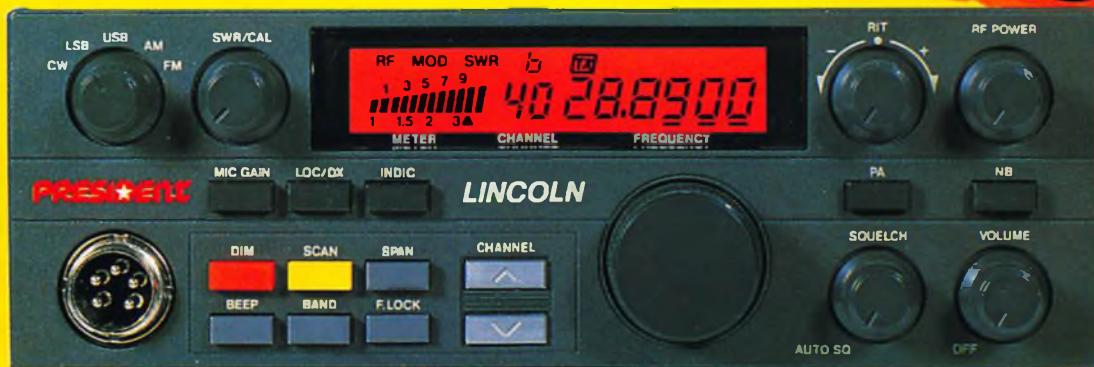 LSB USB AM
CW FM
SWR/CAL
RF MOD SWR b TX
1 3 5 7 9
40 28.8900
1 1.5 2 3
METER CHANNEL FREQUENCY
RIT
- +
RF POWER
PRESIDENT
MIC GAIN LOC/DX INDIC
LINCOLN
PA NB
DIM SCAN SPAN
BEEP BAND F.LOCK
CHANNEL
SQUELCH VOLUME
AUTO SQ OFF